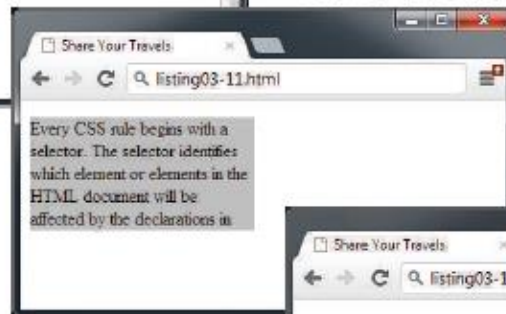 Share Your Travels
listing03-11.html
Every CSS rule begins with a
selector. The selector identifies
which element or elements in the
HTML document will be
affected by the declarations in
Share Your Travels
listing03-1